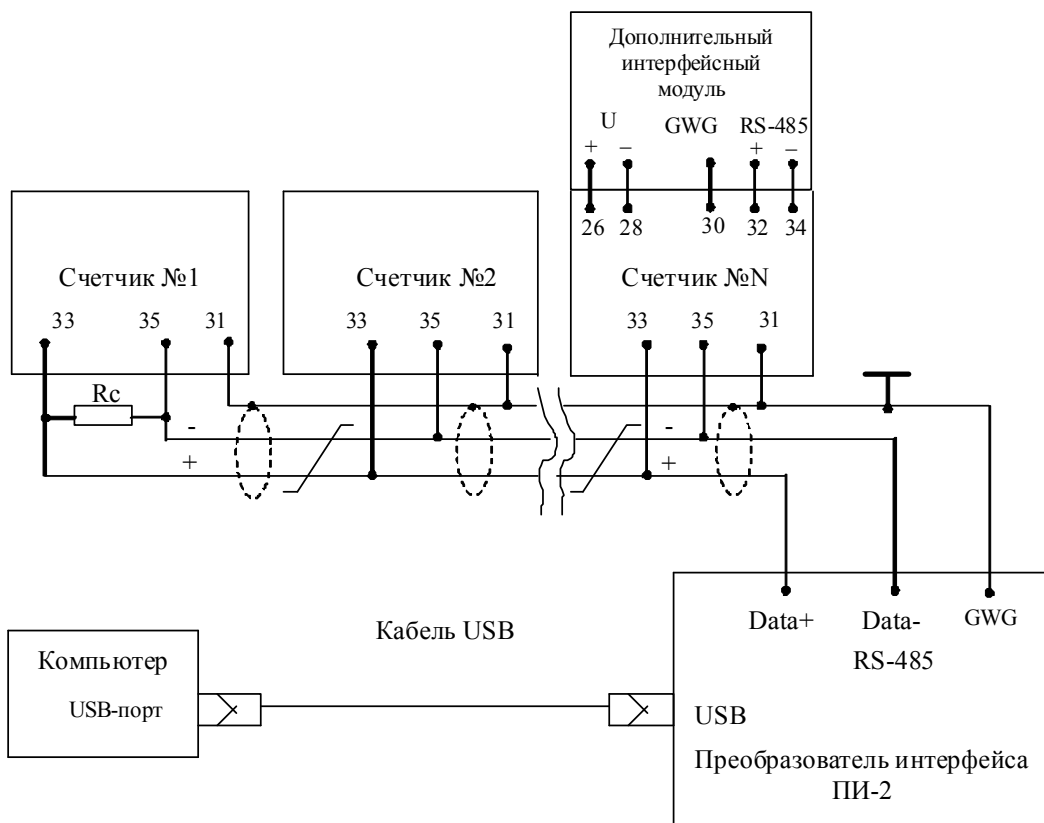 Дополнительный
интерфейсный
модуль
U GWG RS-485
+ – + –
26 28 30 32 34
Счетчик №1 Счетчик №2 Счетчик №N
33 35 31 33 35 31 33 35 31
Rc
- -
+ +
Data+ Data- GWG
RS-485
Кабель USB
Компьютер
USB-порт
USB
Преобразователь интерфейса
ПИ-2